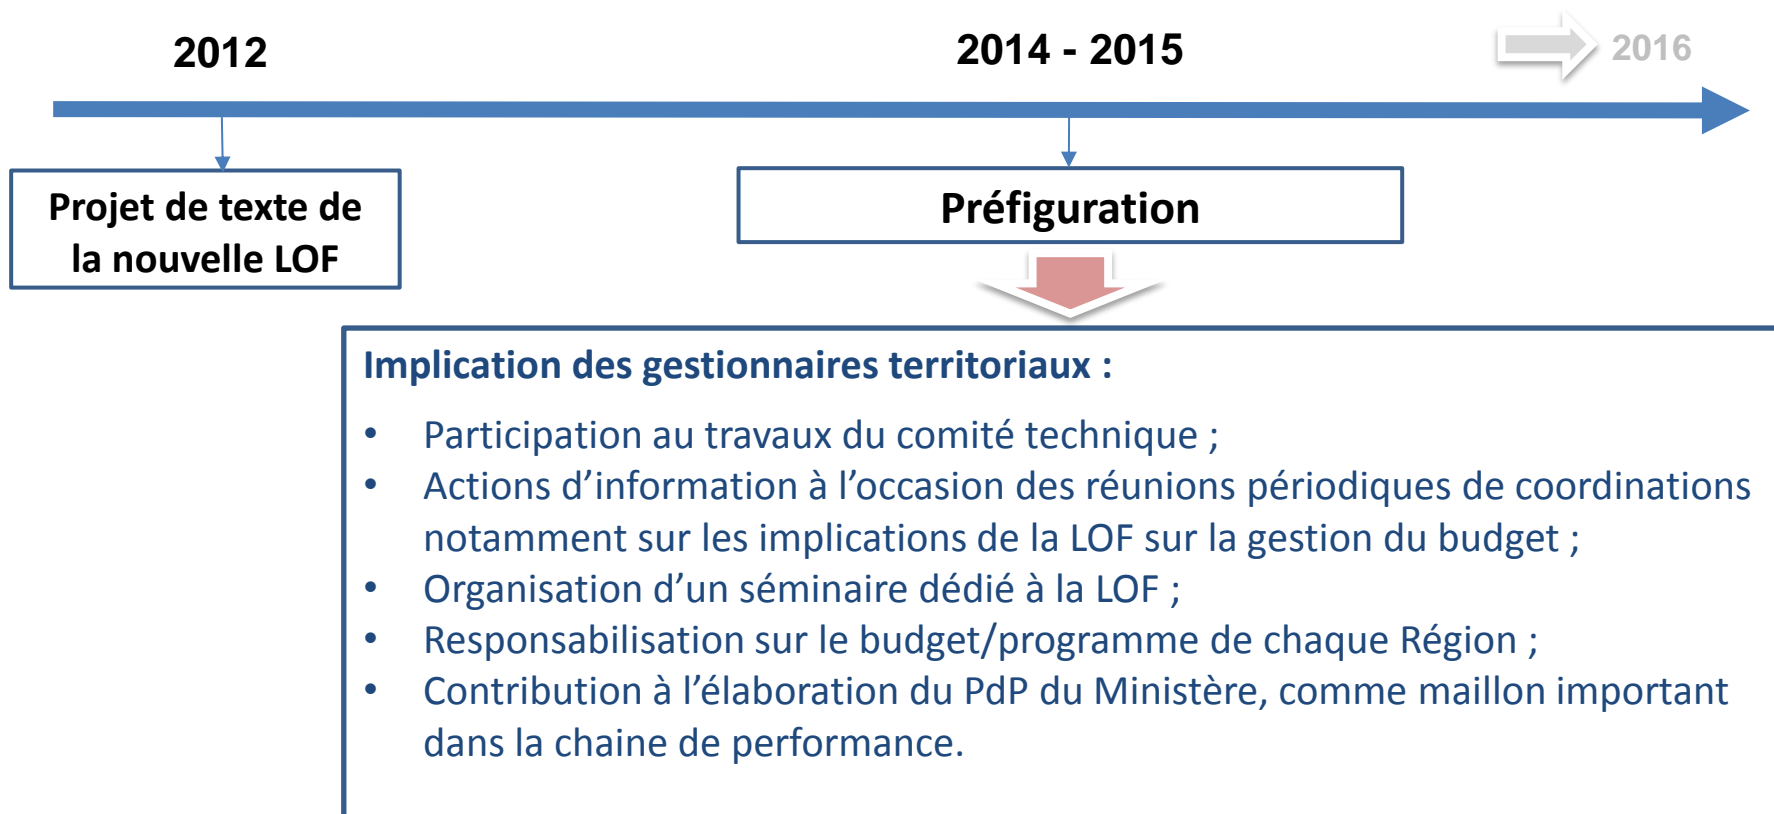 2012
2014 - 2015
2016
Projet de texte de
la nouvelle LOF
Préfiguration
Implication des gestionnaires territoriaux :
• Participation au travaux du comité technique ;
• Actions d’information à l’occasion des réunions périodiques de coordinations
notamment sur les implications de la LOF sur la gestion du budget ;
• Organisation d’un séminaire dédié à la LOF ;
• Responsabilisation sur le budget/programme de chaque Région ;
• Contribution à l’élaboration du PdP du Ministère, comme maillon important
dans la chaine de performance.